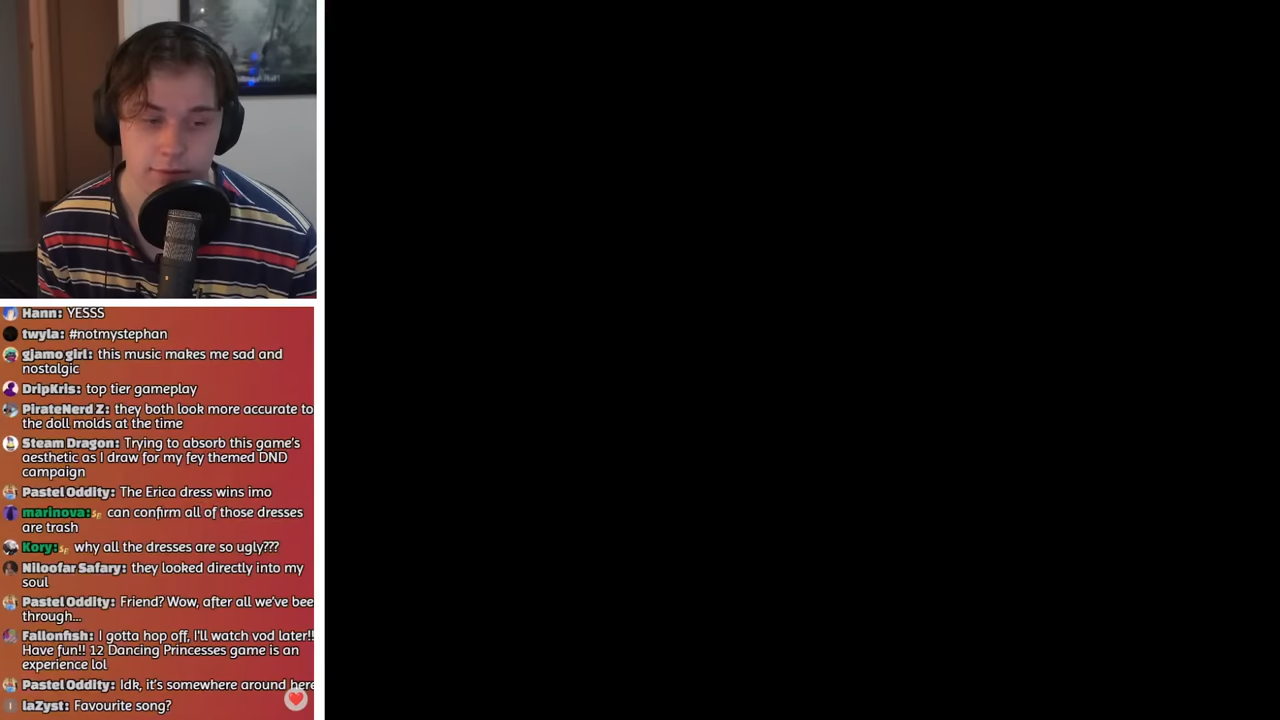 Hann: YESSS
twyla: #notmystephan
gjamo girl: this music makes me sad and
nostalgic
DripKris: top tier gameplay
PirateNerd Z: they both look more accurate to
the doll molds at the time
Steam Dragon: Trying to absorb this game's
aesthetic as I draw for my fey themed DND
campaign
Pastel Oddity: The Erica dress wins imo
marinova: can confirm all of those dresses
are trash
Kory: why all the dresses are so ugly???
Niloofar Safary: they looked directly into my
soul
Pastel Oddity: Friend? Wow, after all we've bee
through...
Fallonfish: I gotta hop off, I'll watch vod later!!
Have fun!! 12 Dancing Princesses game is an
experience lol
Pastel Oddity: Idk, it's somewhere around here
laZyst: Favourite song?